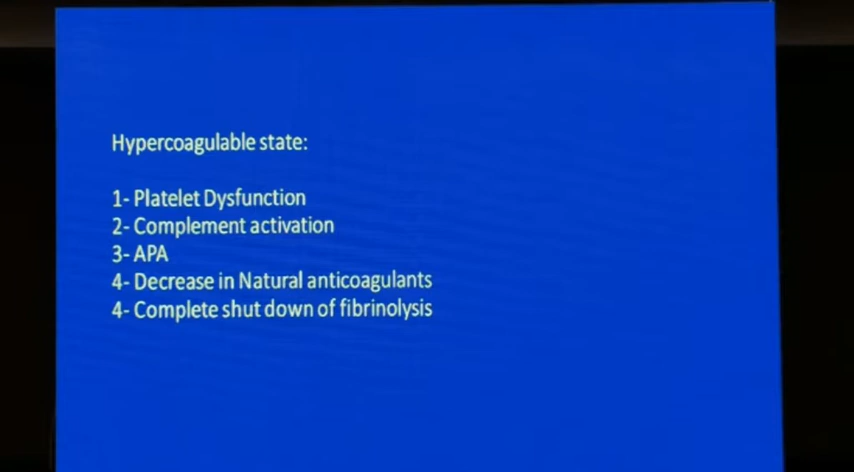 Hypercoagulable state:
1- Platelet Dysfunction
2- Complement activation
3- APA
4- Decrease in Natural anticoagulants
4- Complete shut down of fibrinolysis